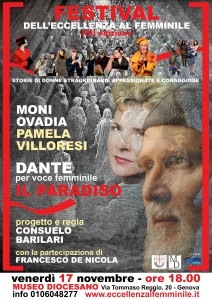 FESTIVAL
DELL'ECCELLENZA AL FEMMINILE
XIII edizione
STORIE DI DONNE STRAORDINARIE, APPASSIONATE E CORAGGIOSE
MONI
OVADIA
PAMELA
VILLORESI
DANTE
per voce femminile
IL PARADISO
progetto e regia
CONSUELO
BARILARI
con la partecipazione di
FRANCESCO DE NICOLA
venerdì 17 novembre - ore 18.00
MUSEO DIOCESANO Via Tommaso Reggio, 20 - Genova
info 0106048277 www.eccellenzalfemminile.it